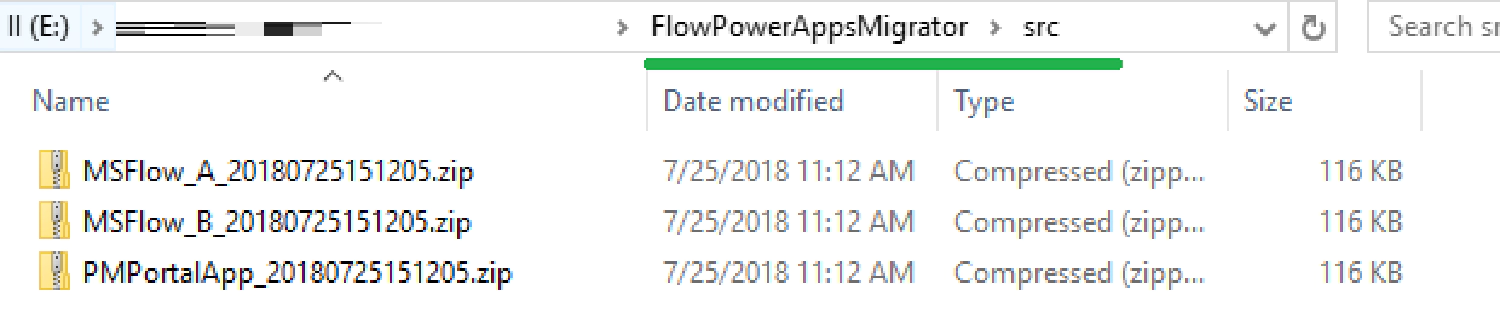 ll (E:) > > FlowPowerAppsMigrator > src Search sr
Name Date modified Type Size
MSFlow_A_20180725151205.zip 7/25/2018 11:12 AM Compressed (zipp... 116 KB
MSFlow_B_20180725151205.zip 7/25/2018 11:12 AM Compressed (zipp... 116 KB
PMPortalApp_20180725151205.zip 7/25/2018 11:12 AM Compressed (zipp... 116 KB